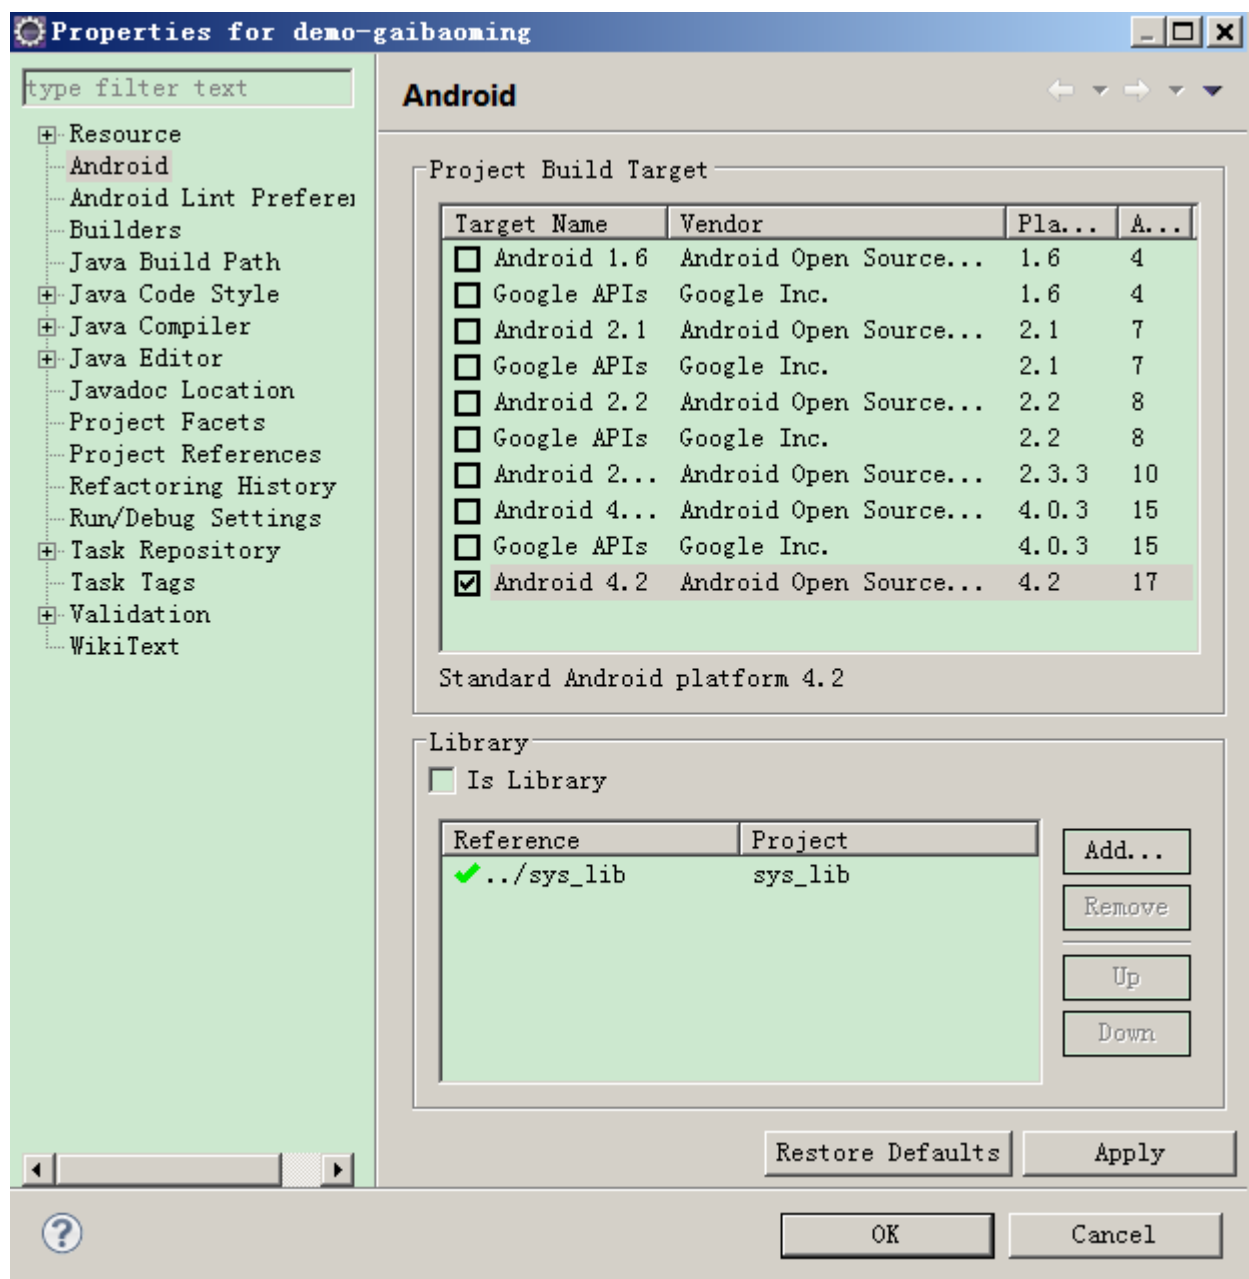 Properties for demo-gaibaoming
type filter text
Resource
Android
Android Lint Prefere
Builders
Java Build Path
Java Code Style
Java Compiler
Java Editor
Javadoc Location
Project Facets
Project References
Refactoring History
Run/Debug Settings
Task Repository
Task Tags
Validation
WikiText
Android
Project Build Target
Target Name Vendor Pla... A...
Android 1.6 Android Open Source... 1.6 4
Google APIs Google Inc. 1.6 4
Android 2.1 Android Open Source... 2.1 7
Google APIs Google Inc. 2.1 7
Android 2.2 Android Open Source... 2.2 8
Google APIs Google Inc. 2.2 8
Android 2... Android Open Source... 2.3.3 10
Android 4... Android Open Source... 4.0.3 15
Google APIs Google Inc. 4.0.3 15
Android 4.2 Android Open Source... 4.2 17
Standard Android platform 4.2
Library
Is Library
Reference Project
../sys_lib sys_lib
Add...
Remove
Up
Down
Restore Defaults Apply
OK Cancel